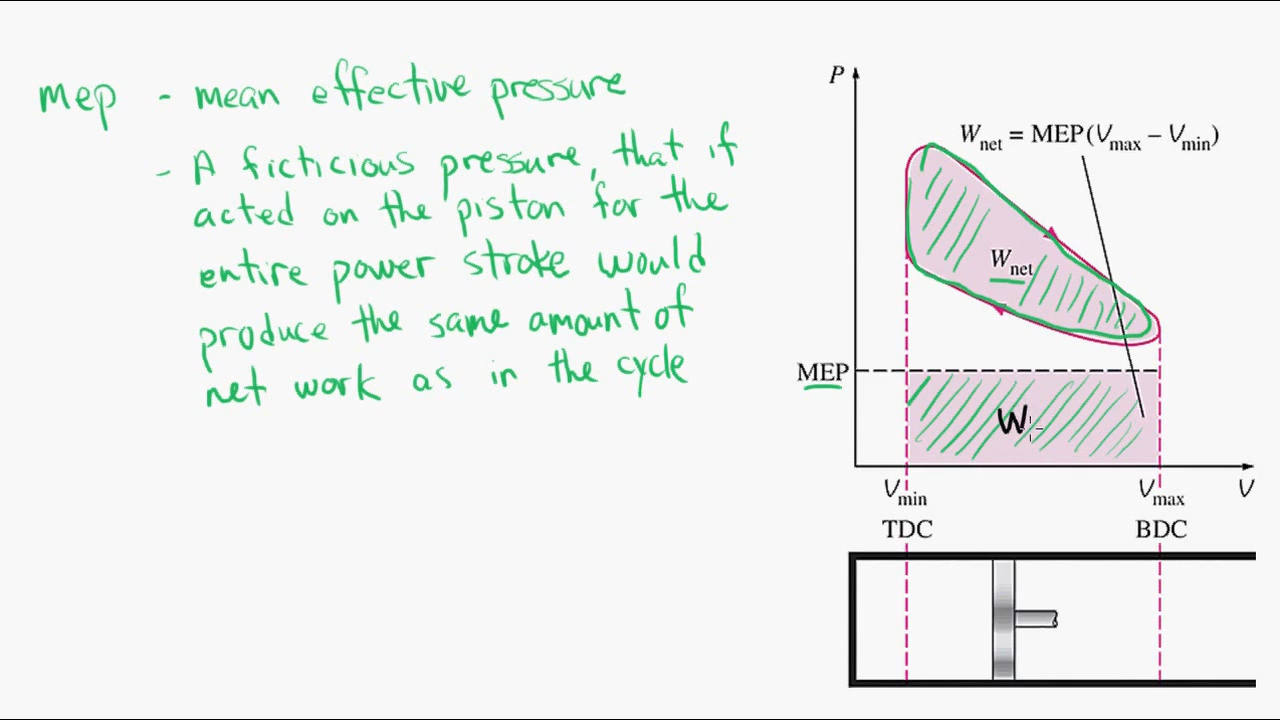 mep - mean effective pressure
- A ficticious pressure, that if
acted on the piston for the
entire power stroke would
produce the same amount of
net work as in the cycle
P
Wnet = MEP(Vmax – Vmin)
Wnet
MEP
W
Vmin
Vmax
V
TDC
BDC